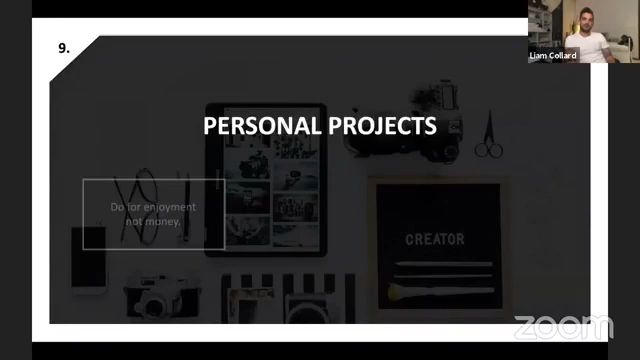 9.
Liam Collard
PERSONAL PROJECTS
Do for enjoyment
not money.
CREATOR
zoom